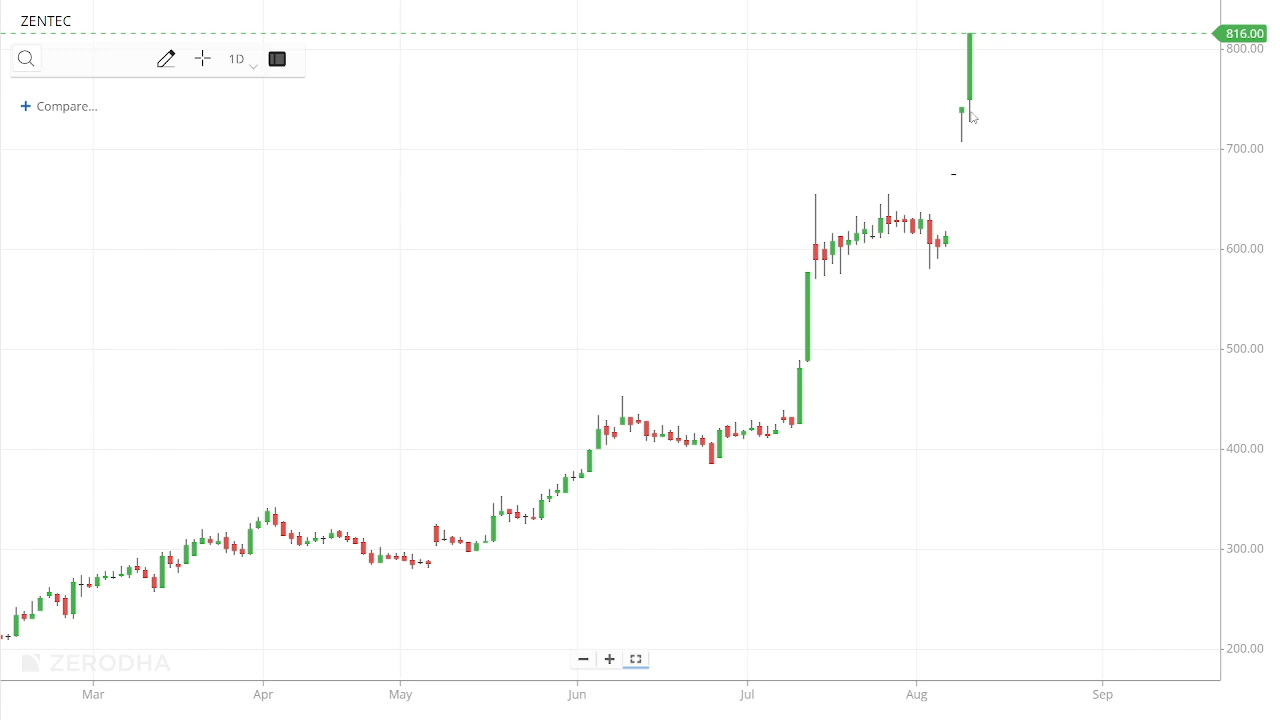 ZENTEC
816.00
800.00
1D
+ Compare...
700.00
600.00
500.00
400.00
300.00
200.00
ZERODHA
Mar Apr May Jun Jul Aug Sep